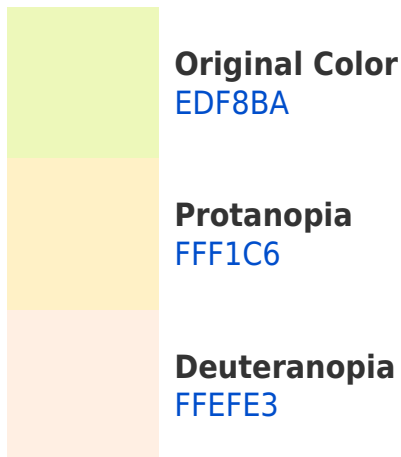 Original Color
EDF8BA
Protanopia
FFF1C6
Deuteranopia
FFEFE3